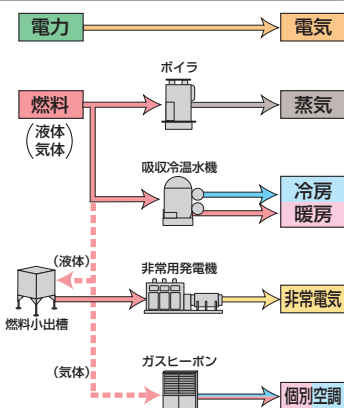 電力
電気
ボイラ
燃料
蒸気
(液体
気体)
吸収冷温水機
冷房
暖房
(液体)
非常用発電機
非常電気
燃料小出槽
ガスヒーポン
(気体)
個別空調